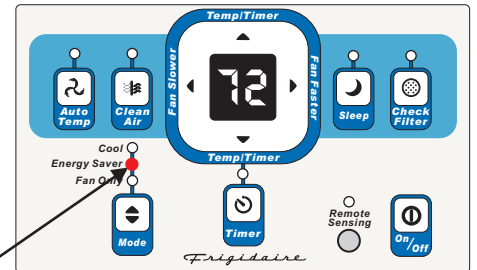 Temp/Timer
Fan Slower
72
Fan Faster
Temp/Timer
Auto
Temp
Clean
Air
Sleep
Check
Filter
Cool
Energy Saver
Fan Only
Mode
Timer
Remote
Sensing
On/Off
Frigidaire